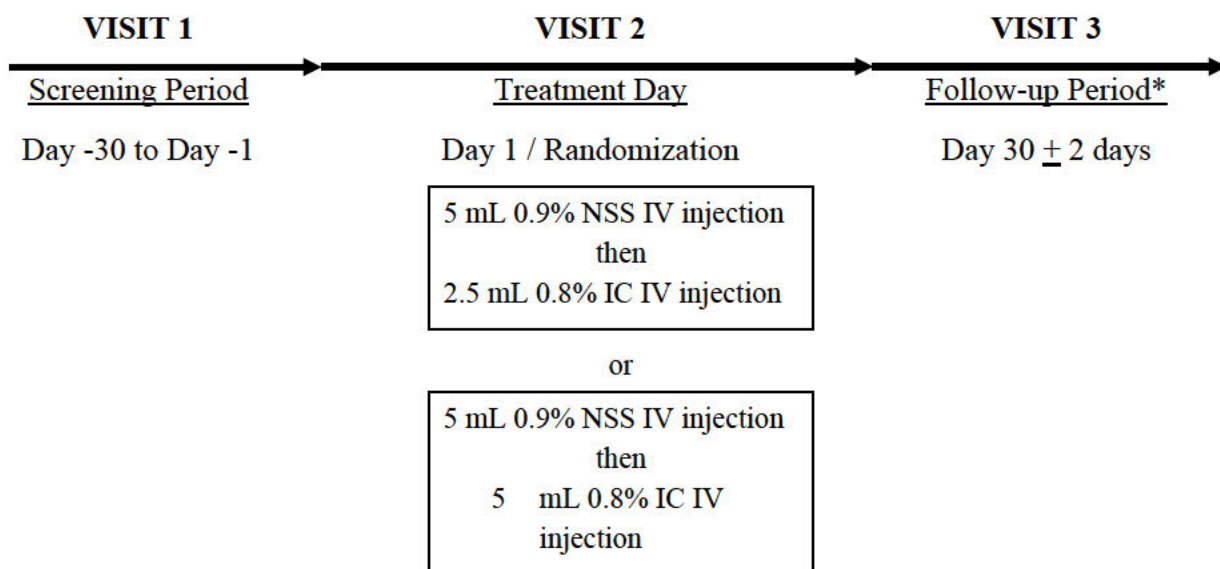 VISIT 1
VISIT 2
VISIT 3
Screening Period
Treatment Day
Follow-up Period*
Day -30 to Day -1
Day 1 / Randomization
Day 30 ± 2 days
5 mL 0.9% NSS IV injection
then
2.5 mL 0.8% IC IV injection
or
5 mL 0.9% NSS IV injection
then
5 mL 0.8% IC IV
injection